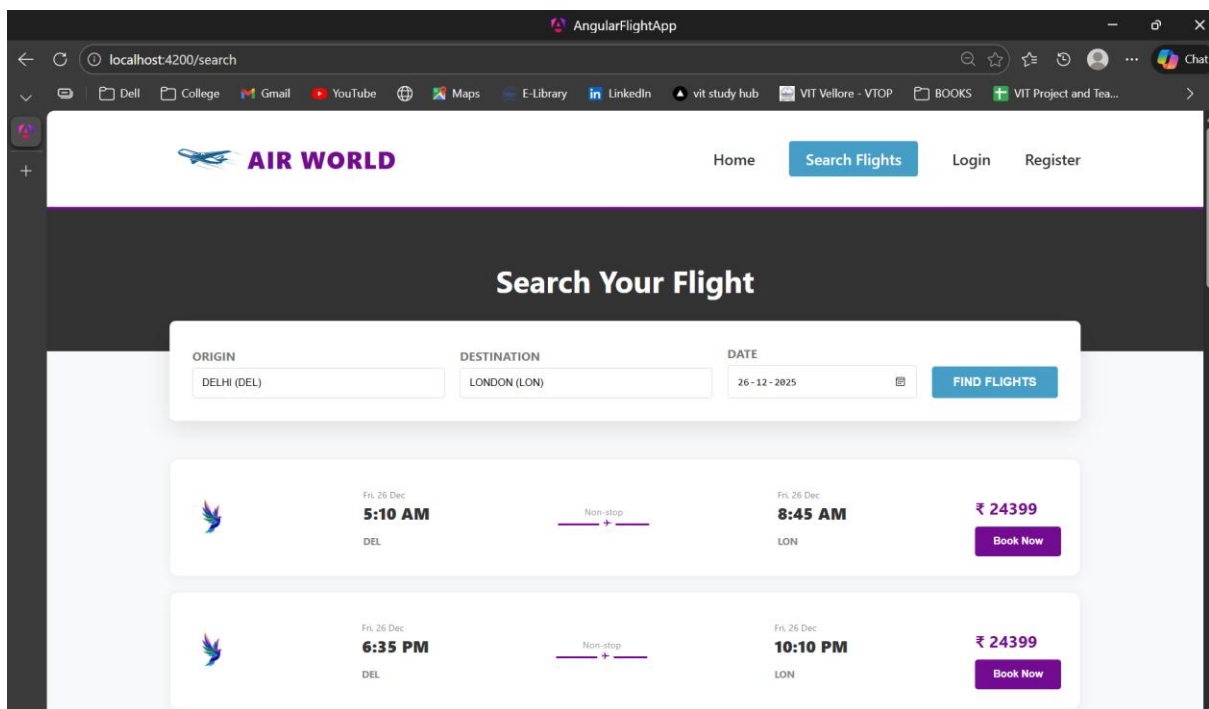 AngularFlightApp
localhost:4200/search
Chat
Dell College Gmail YouTube Maps E-Library LinkedIn vit study hub VIT Vellore - VTOP BOOKS VIT Project and Tea...
AIR WORLD Home Search Flights Login Register
Search Your Flight
ORIGIN DESTINATION DATE
DELHI (DEL) LONDON (LON) 26-12-2025 FIND FLIGHTS
Fri, 26 Dec Fri, 26 Dec
5:10 AM Non-stop 8:45 AM ₹ 24399
DEL LON Book Now
Fri, 26 Dec Fri, 26 Dec
6:35 PM Non-stop 10:10 PM ₹ 24399
DEL LON Book Now